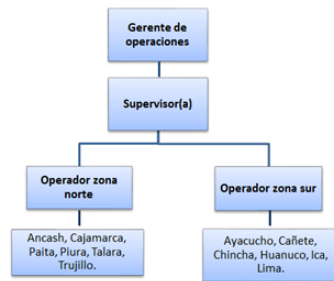 Gerente de
operaciones
Supervisor(a)
Operador zona
norte
Operador zona sur
Ancash, Cajamarca,
Paita, Piura, Talara,
Trujillo.
Ayacucho, Cañete,
Chincha, Huanuco, Ica,
Lima.